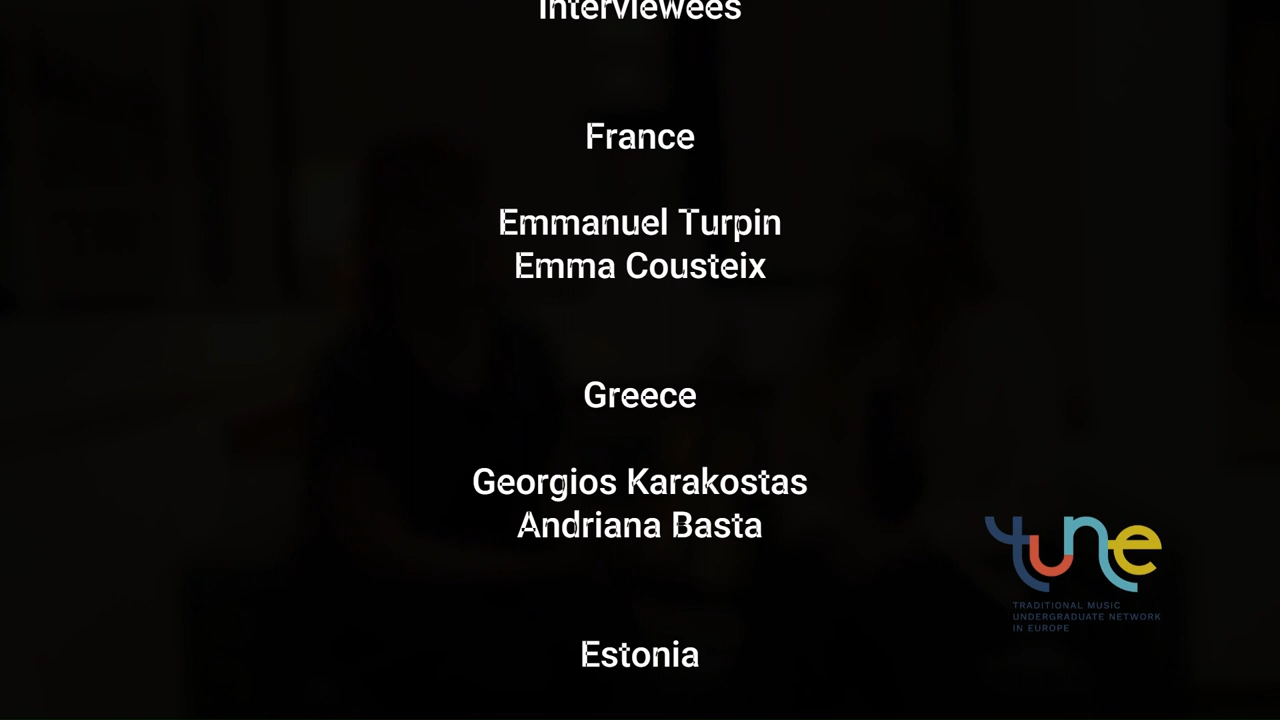 Interviewees
France
Emmanuel Turpin
Emma Cousteix
Greece
Georgios Karakostas
Andriana Basta
tune
TRADITIONAL MUSIC
UNDERGRADUATE NETWORK
IN EUROPE
Estonia